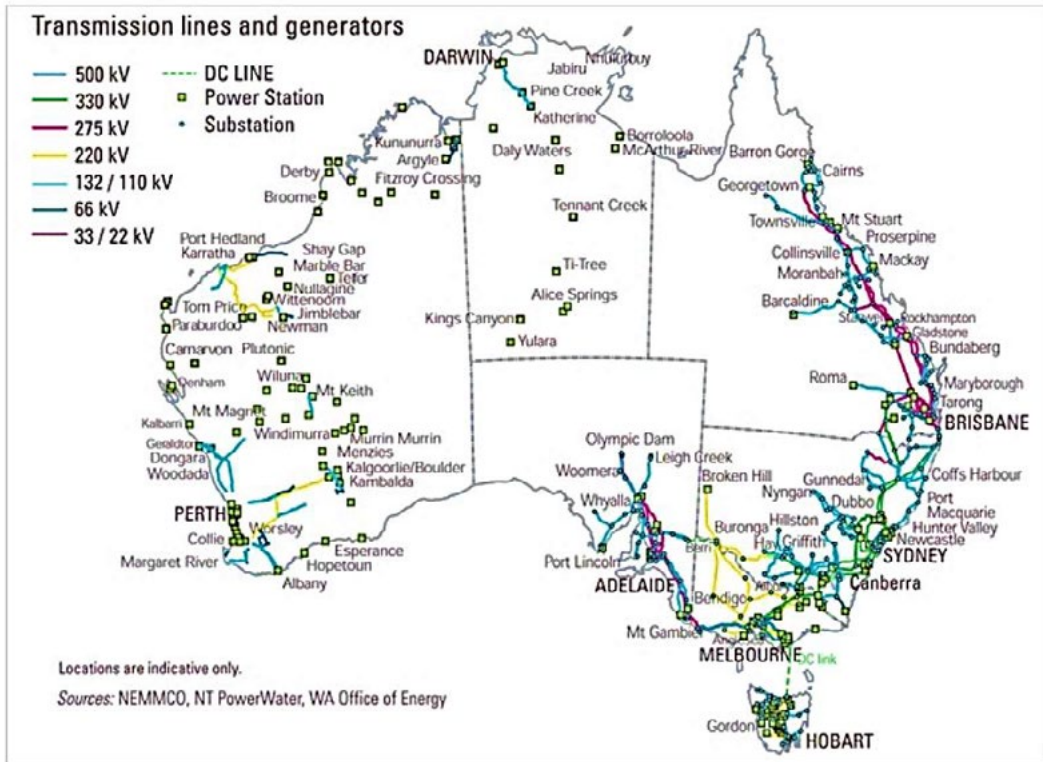 Transmission lines and generators
500 kV
330 kV
275 kV
220 kV
132 / 110 kV
66 kV
33 / 22 kV
DC LINE
Power Station
Substation
DARWIN
Jabiru
Nhulunbuy
Pine Creek
Katherine
Kununurra
Argyle
Daly Waters
Borroloola
McArthur River
Derby
Fitzroy Crossing
Broome
Tennant Creek
Barron Gorge
Cairns
Georgetown
Townsville
Mt Stuart
Proserpine
Collinsville
Mackay
Moranbah
Barcaldine
Stanwell
Rockhampton
Gladstone
Bundaberg
Port Hedland
Karratha
Shay Gap
Marble Bar
Telfer
Nullagine
Wittenoom
Tom Price
Jimblebar
Paraburdoo
Newman
Ti-Tree
Alice Springs
Kings Canyon
Yulara
Carnarvon
Plutonic
Denham
Wiluna
Mt Keith
Roma
Maryborough
Tarong
BRISBANE
Kalbarri
Mt Magnet
Windimurra
Murrin Murrin
Geraldton
Dongara
Woodada
Menzies
Kalgoorlie/Boulder
Kambalda
Olympic Dam
Leigh Creek
Woomera
Whyalla
Broken Hill
Gunnedah
Coffs Harbour
Nyngan
Dubbo
Port
Macquarie
PERTH
Worsley
Collie
Margaret River
Esperance
Hopetoun
Albany
Port Lincoln
ADELAIDE
Buronga
Berri
Hillston
Hay
Griffith
Hunter Valley
Newcastle
SYDNEY
Canberra
Albury
Bendigo
Mt Gambier
MELBOURNE
DC link
Gordon
HOBART
Locations are indicative only.
Sources: NEMMCO, NT PowerWater, WA Office of Energy